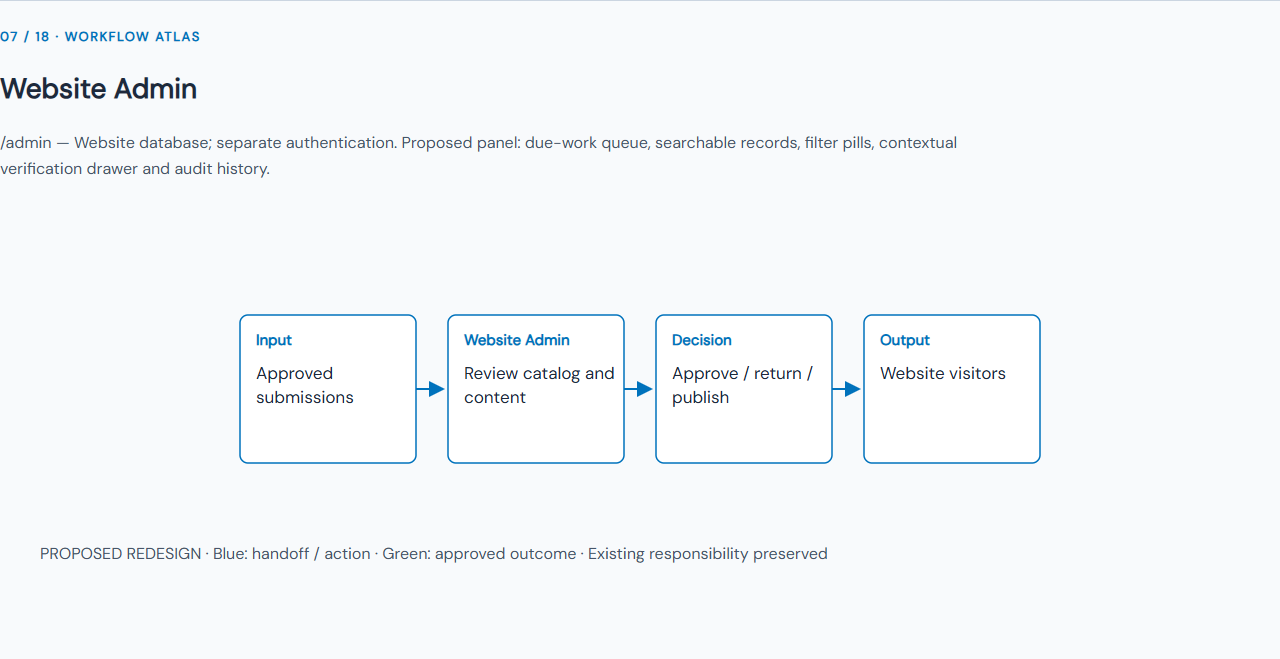 07 / 18 · WORKFLOW ATLAS
Website Admin
/admin — Website database; separate authentication. Proposed panel: due-work queue, searchable records, filter pills, contextual
verification drawer and audit history.
Input
Approved
submissions
Website Admin
Review catalog and
content
Decision
Approve / return /
publish
Output
Website visitors
PROPOSED REDESIGN · Blue: handoff / action · Green: approved outcome · Existing responsibility preserved